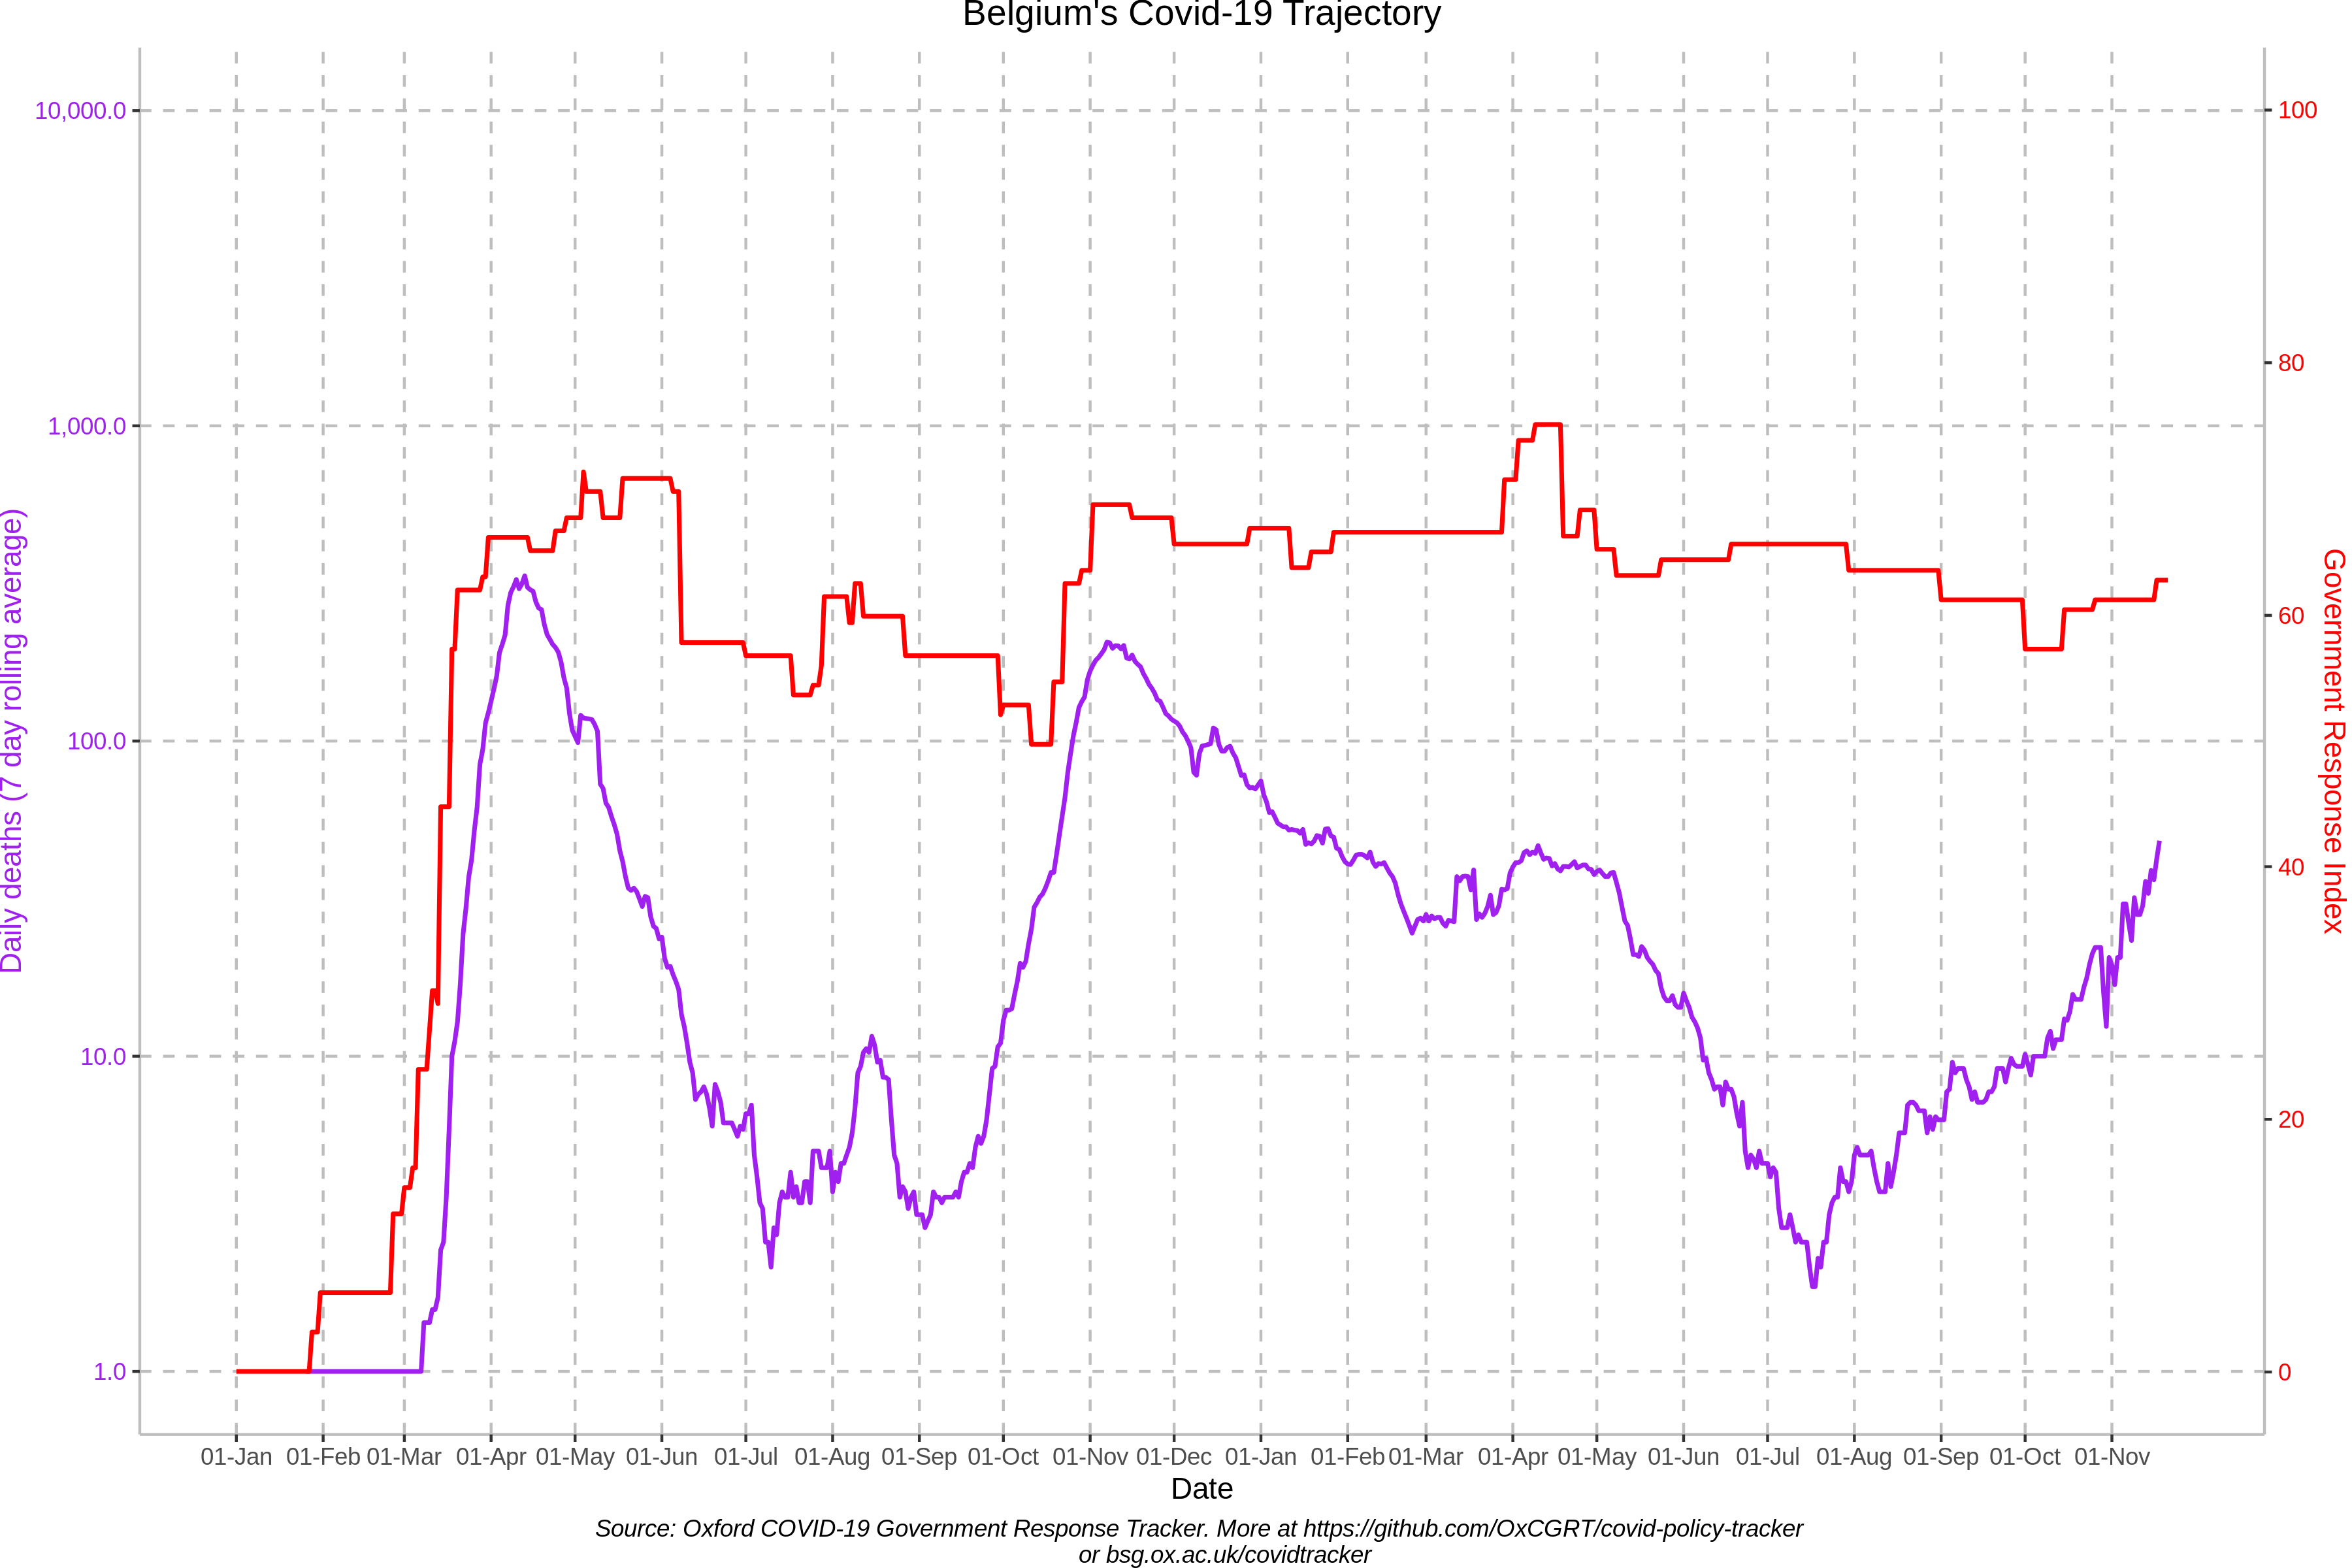 Belgium's Covid-19 Trajectory
10,000.0
1,000.0
100.0
10.0
1.0
Daily deaths (7 day rolling average)
100
80
60
40
20
0
Government Response Index
01-Jan 01-Feb 01-Mar 01-Apr 01-May 01-Jun 01-Jul 01-Aug 01-Sep 01-Oct 01-Nov 01-Dec 01-Jan 01-Feb 01-Mar 01-Apr 01-May 01-Jun 01-Jul 01-Aug 01-Sep 01-Oct 01-Nov
Date
Source: Oxford COVID-19 Government Response Tracker. More at https://github.com/OxCGRT/covid-policy-tracker
or bsg.ox.ac.uk/covidtracker